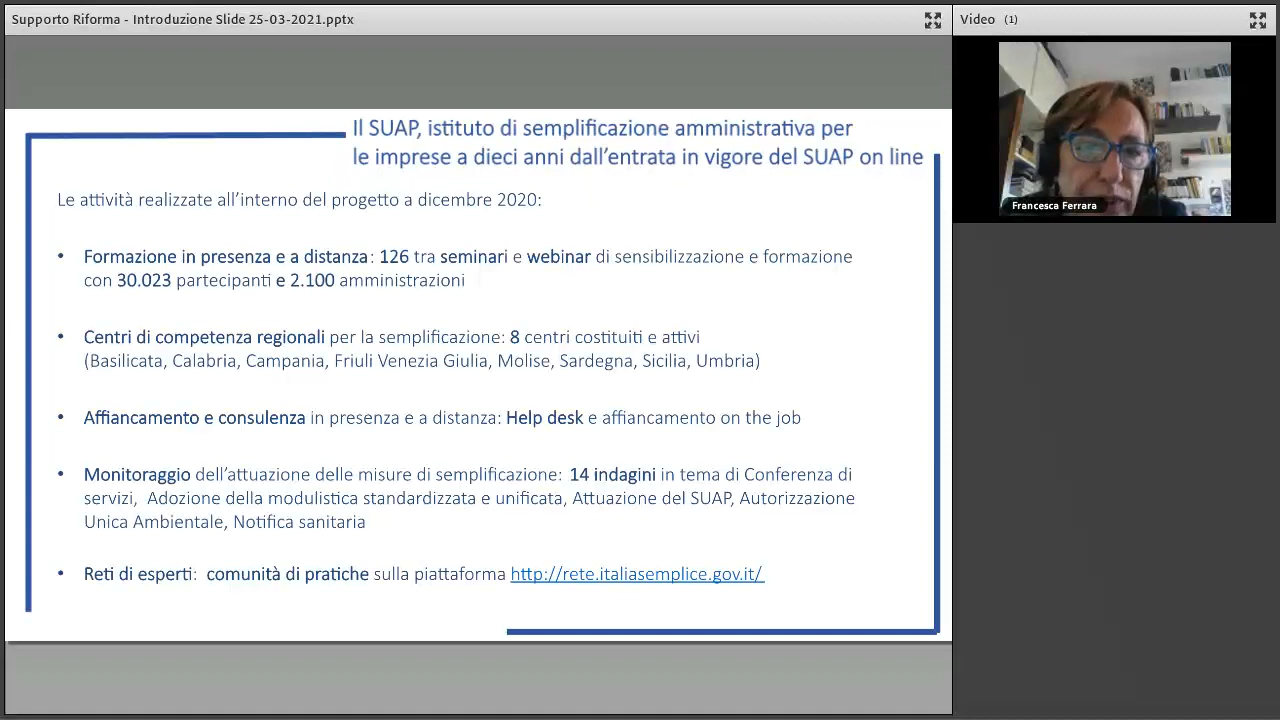 Supporto Riforma - Introduzione Slide 25-03-2021.pptx
Video (1)
Francesca Ferrara
Il SUAP, istituto di semplificazione amministrativa per
le imprese a dieci anni dall’entrata in vigore del SUAP on line
Le attività realizzate all’interno del progetto a dicembre 2020:
• Formazione in presenza e a distanza: 126 tra seminari e webinar di sensibilizzazione e formazione
con 30.023 partecipanti e 2.100 amministrazioni
• Centri di competenza regionali per la semplificazione: 8 centri costituiti e attivi
(Basilicata, Calabria, Campania, Friuli Venezia Giulia, Molise, Sardegna, Sicilia, Umbria)
• Affiancamento e consulenza in presenza e a distanza: Help desk e affiancamento on the job
• Monitoraggio dell’attuazione delle misure di semplificazione: 14 indagini in tema di Conferenza di
servizi, Adozione della modulistica standardizzata e unificata, Attuazione del SUAP, Autorizzazione
Unica Ambientale, Notifica sanitaria
• Reti di esperti: comunità di pratiche sulla piattaforma http://rete.italiasemplice.gov.it/